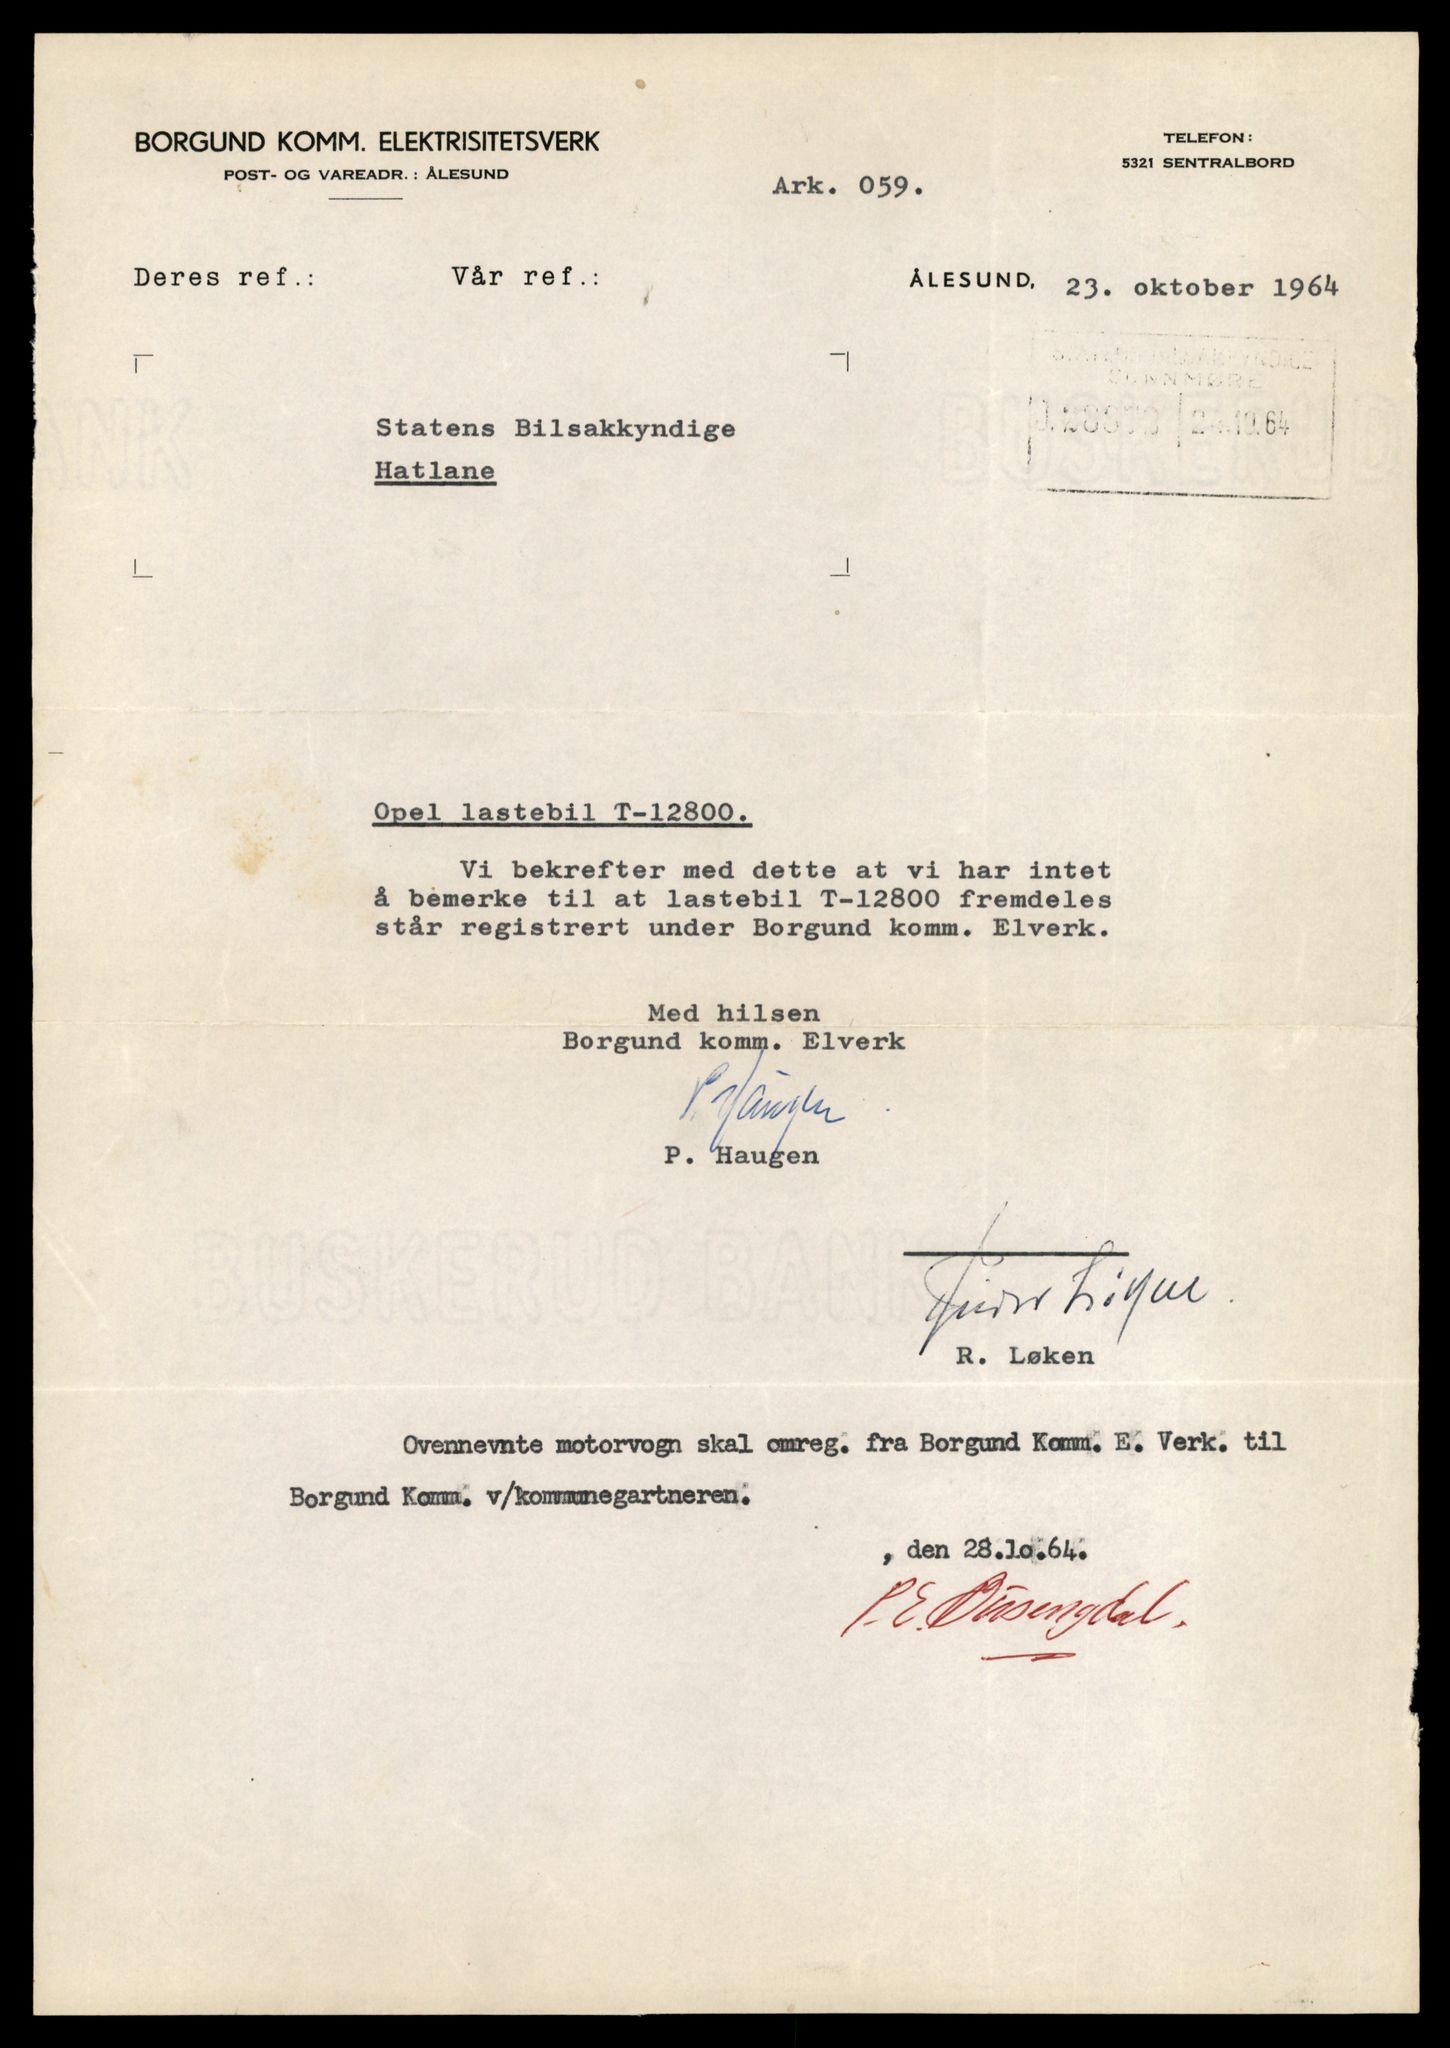 BORGUND KOMM. ELEKTRISITETSVERK
POST- OG VAREADR.: ÅLESUND
TELEFON:
5321 SENTRALBORD
Ark. 059.
Deres ref.: Vår ref.: ÅLESUND, 23. oktober 1964
STATENS BILSAKKYNDIGE
SUNNMØRE
24.10.64
Statens Bilsakkyndige
Hatlane
Opel lastebil T-12800.
Vi bekrefter med dette at vi har intet
å bemerke til at lastebil T-12800 fremdeles
står registrert under Borgund komm. Elverk.
Med hilsen
Borgund komm. Elverk
P. Haugen
P. Haugen
R. Løken
Ovennevnte motorvogn skal omreg. fra Borgund Komm. E. Verk. til
Borgund Komm. v/kommunegartneren.
, den 28.10.64.
P.E.